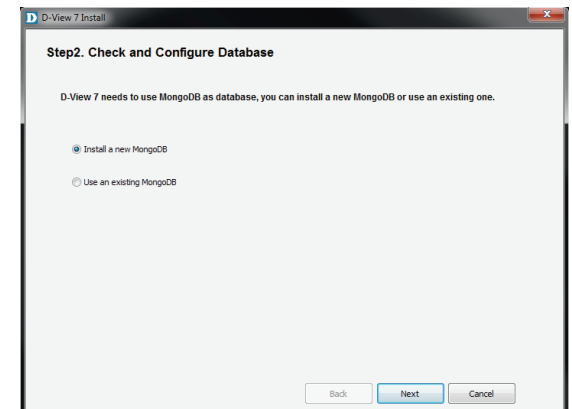 D D-View 7 Install
Step2. Check and Configure Database
D-View 7 needs to use MongoDB as database, you can install a new MongoDB or use an existing one.
Install a new MongoDB
Use an existing MongoDB
Back Next Cancel